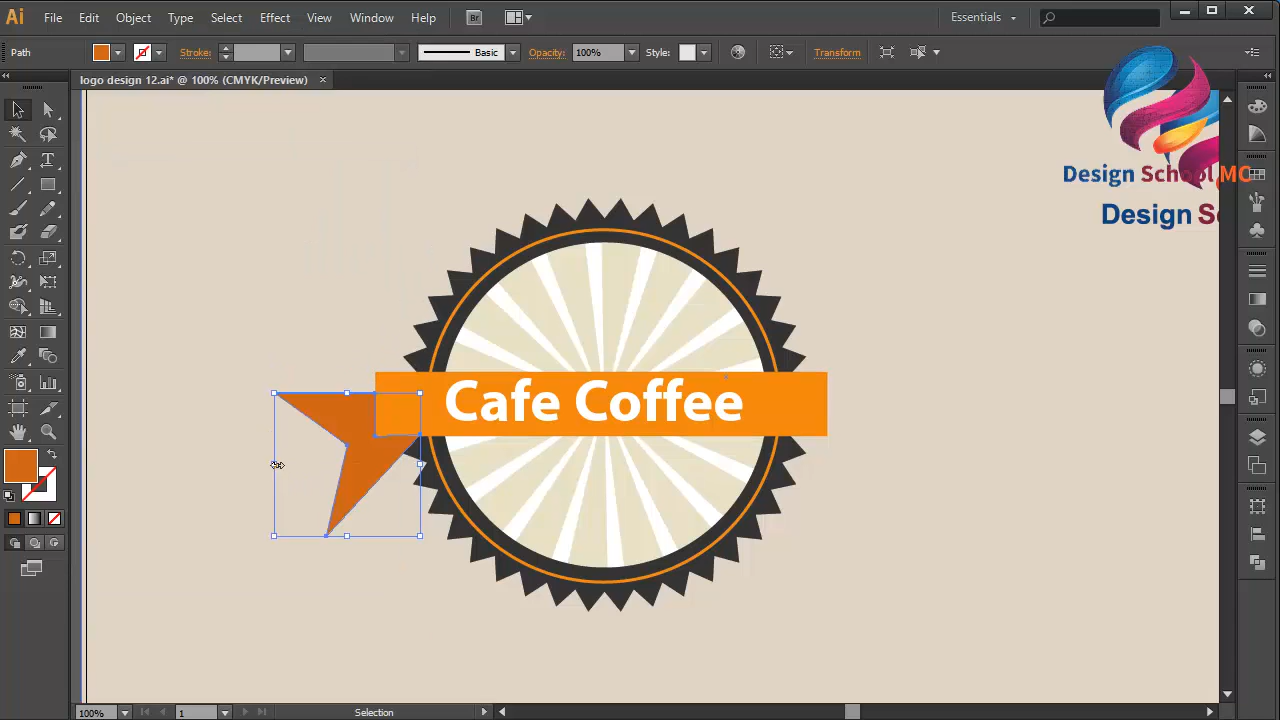 Ai File Edit Object Type Select Effect View Window Help Br Essentials
Path Stroke: Basic Opacity: 100% Style: Transform
logo design 12.ai* @ 100% (CMYK/Preview)
Design School MC
Design S
Cafe Coffee
100% 1 Selection